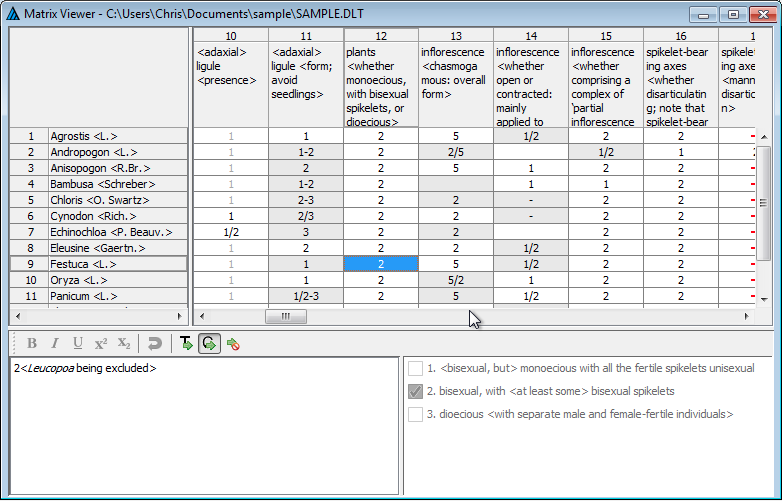 Matrix Viewer - C:\Users\Chris\Documents\sample\SAMPLE.DLT
10 11 12 13 14 15 16 1
<adaxial> <adaxial> plants inflorescence inflorescence inflorescence spikelet-bear spikelet
ligule ligule <form; <whether <chasmoga <whether <whether ing axes ing axes
<presence> avoid monoecious, mous: overall open or comprising a <whether <mann
seedlings> with bisexual form> contracted: complex of disarticulatin disartic
spikelets, or mainly 'partial g; note that n>
dioecious> applied to inflorescence spikelet-bear
1 Agrostis <L.> 1 1 2 5 1/2 2 2 -
2 Andropogon <L.> 1 1-2 2 2/5 1/2 1 2
3 Anisopogon <R.Br.> 1 2 2 5 1 2 2 -
4 Bambusa <Schreber> 1 1-2 2 1 1 2 -
5 Chloris <O. Swartz> 1 2-3 2 2 - 2 2 -
6 Cynodon <Rich.> 1 2/3 2 2 - 2 2 -
7 Echinochloa <P. Beauv.> 1/2 3 2 2 2 2 -
8 Eleusine <Gaertn.> 1 2 2 2 1/2 2 2 -
9 Festuca <L.> 1 1 2 5 1/2 2 2 -
10 Oryza <L.> 1 1 2 5/2 1 2 2 -
11 Panicum <L.> 1 1/2-3 2 5 1/2 2 2 -
B I U x2 x2 T C
2<Leucopoa being excluded>
1. <bisexual, but> monoecious with all the fertile spikelets unisexual
2. bisexual, with <at least some> bisexual spikelets
3. dioecious <with separate male and female-fertile individuals>